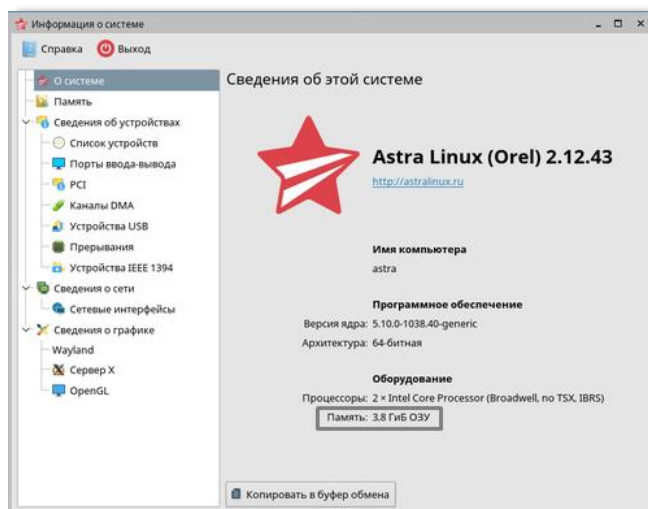 Информация о системе
Справка Выход
О системе
Память
Сведения об устройствах
Список устройств
Порты ввода-вывода
PCI
Каналы DMA
Устройства USB
Прерывания
Устройства IEEE 1394
Сведения о сети
Сетевые интерфейсы
Сведения о графике
Wayland
Сервер X
OpenGL
Сведения об этой системе
Astra Linux (Orel) 2.12.43
http://astralinux.ru
Имя компьютера
astra
Программное обеспечение
Версия ядра: 5.10.0-1038.40-generic
Архитектура: 64-битная
Оборудование
Процессоры: 2 × Intel Core Processor (Broadwell, no TSX, IBRS)
Память: 3,8 ГиБ ОЗУ
Копировать в буфер обмена